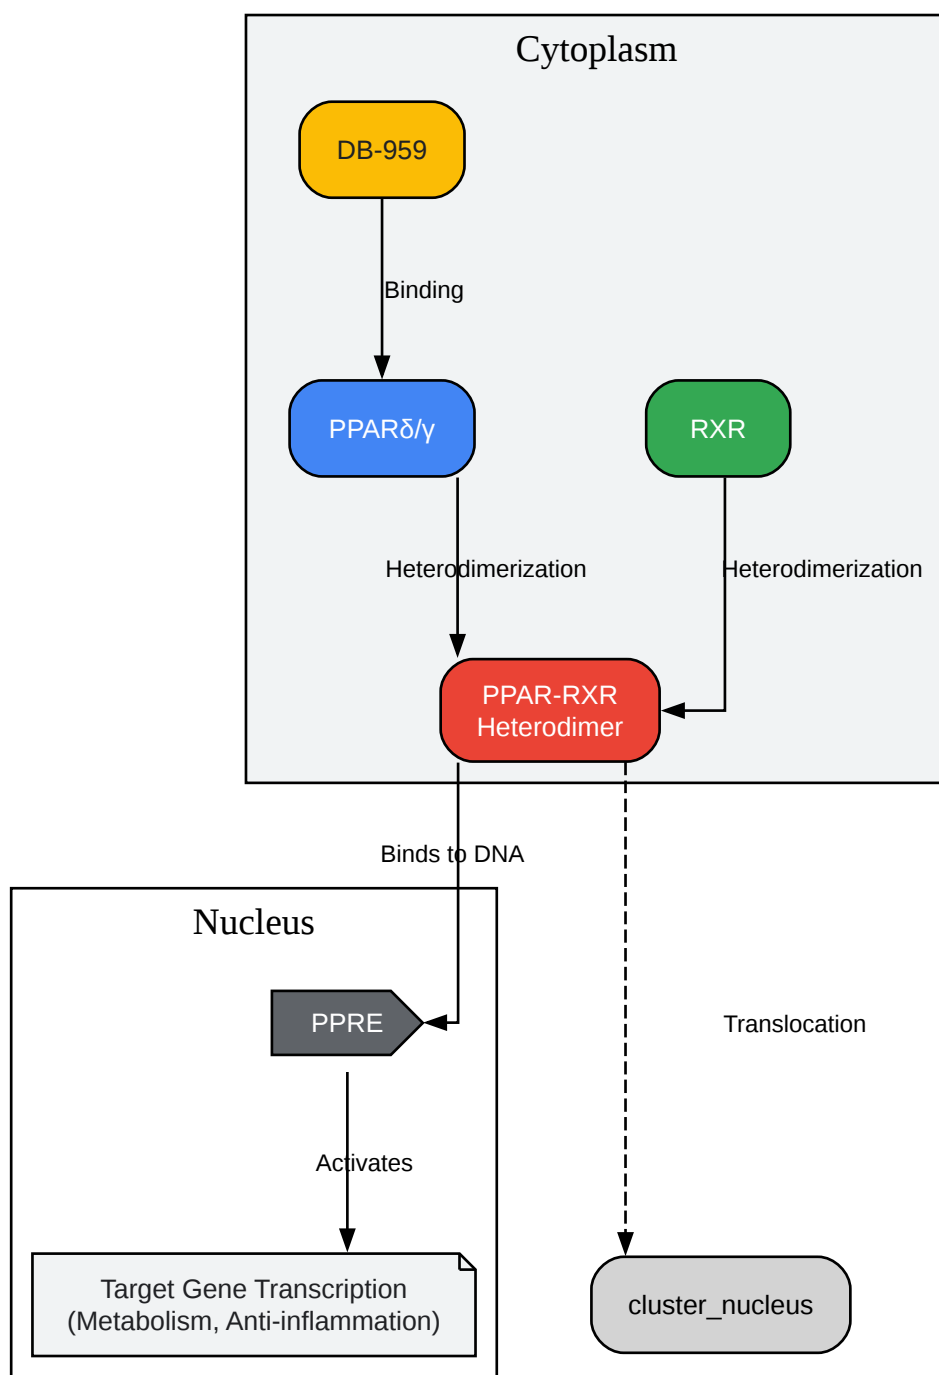 Cytoplasm
DB-959
Binding
PPARδ/γ
RXR
Heterodimerization
Heterodimerization
PPAR-RXR
Heterodimer
Binds to DNA
Nucleus
PPRE
Translocation
Activates
Target Gene Transcription
(Metabolism, Anti-inflammation)
cluster_nucleus